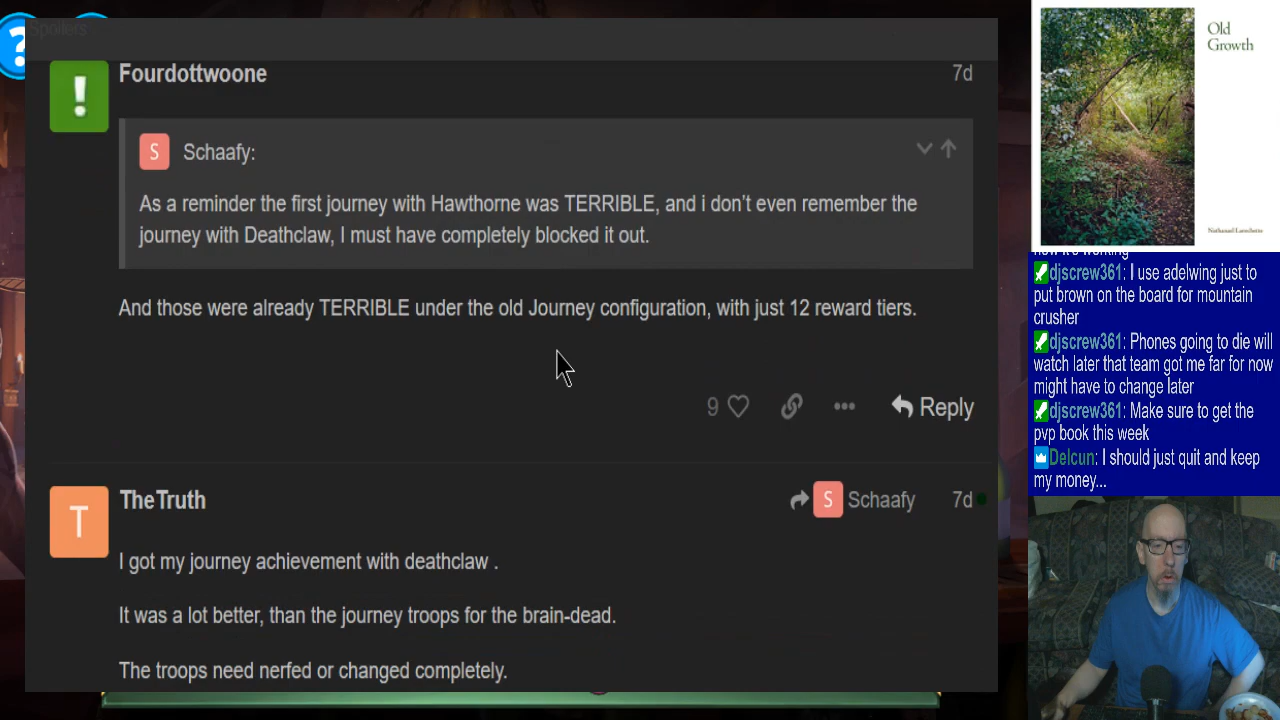 Spoilers
Fourdottwoone
7d
S Schaafy:
As a reminder the first journey with Hawthorne was TERRIBLE, and i don't even remember the
journey with Deathclaw, I must have completely blocked it out.
And those were already TERRIBLE under the old Journey configuration, with just 12 reward tiers.
9
Reply
T
TheTruth
S Schaafy
7d
I got my journey achievement with deathclaw .
It was a lot better, than the journey troops for the brain-dead.
The troops need nerfed or changed completely.
Old
Growth
djscrew361: I use adelwing just to
put brown on the board for mountain
crusher
djscrew361: Phones going to die will
watch later that team got me far for now
might have to change later
djscrew361: Make sure to get the
pvp book this week
Delcun: I should just quit and keep
my money...